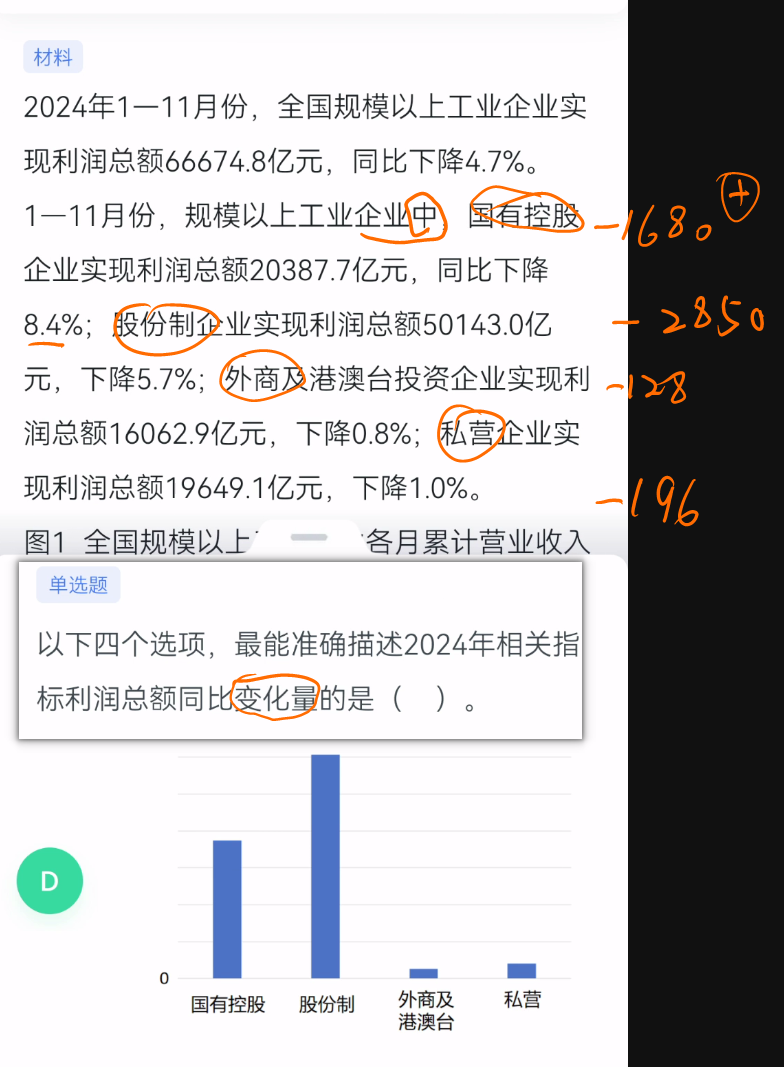 材料
2024年1—11月份，全国规模以上工业企业实
现利润总额66674.8亿元，同比下降4.7%。
1—11月份，规模以上工业企业中，国有控股
企业实现利润总额20387.7亿元，同比下降
8.4%；股份制企业实现利润总额50143.0亿
元，下降5.7%；外商及港澳台投资企业实现利
润总额16062.9亿元，下降0.8%；私营企业实
现利润总额19649.1亿元，下降1.0%。
图1 全国规模以上
各月累计营业收入
-1680 +
-2850
-128
-196
单选题
以下四个选项，最能准确描述2024年相关指
标利润总额同比变化量的是（ ）。
D
0
国有控股
股份制
外商及
港澳台
私营